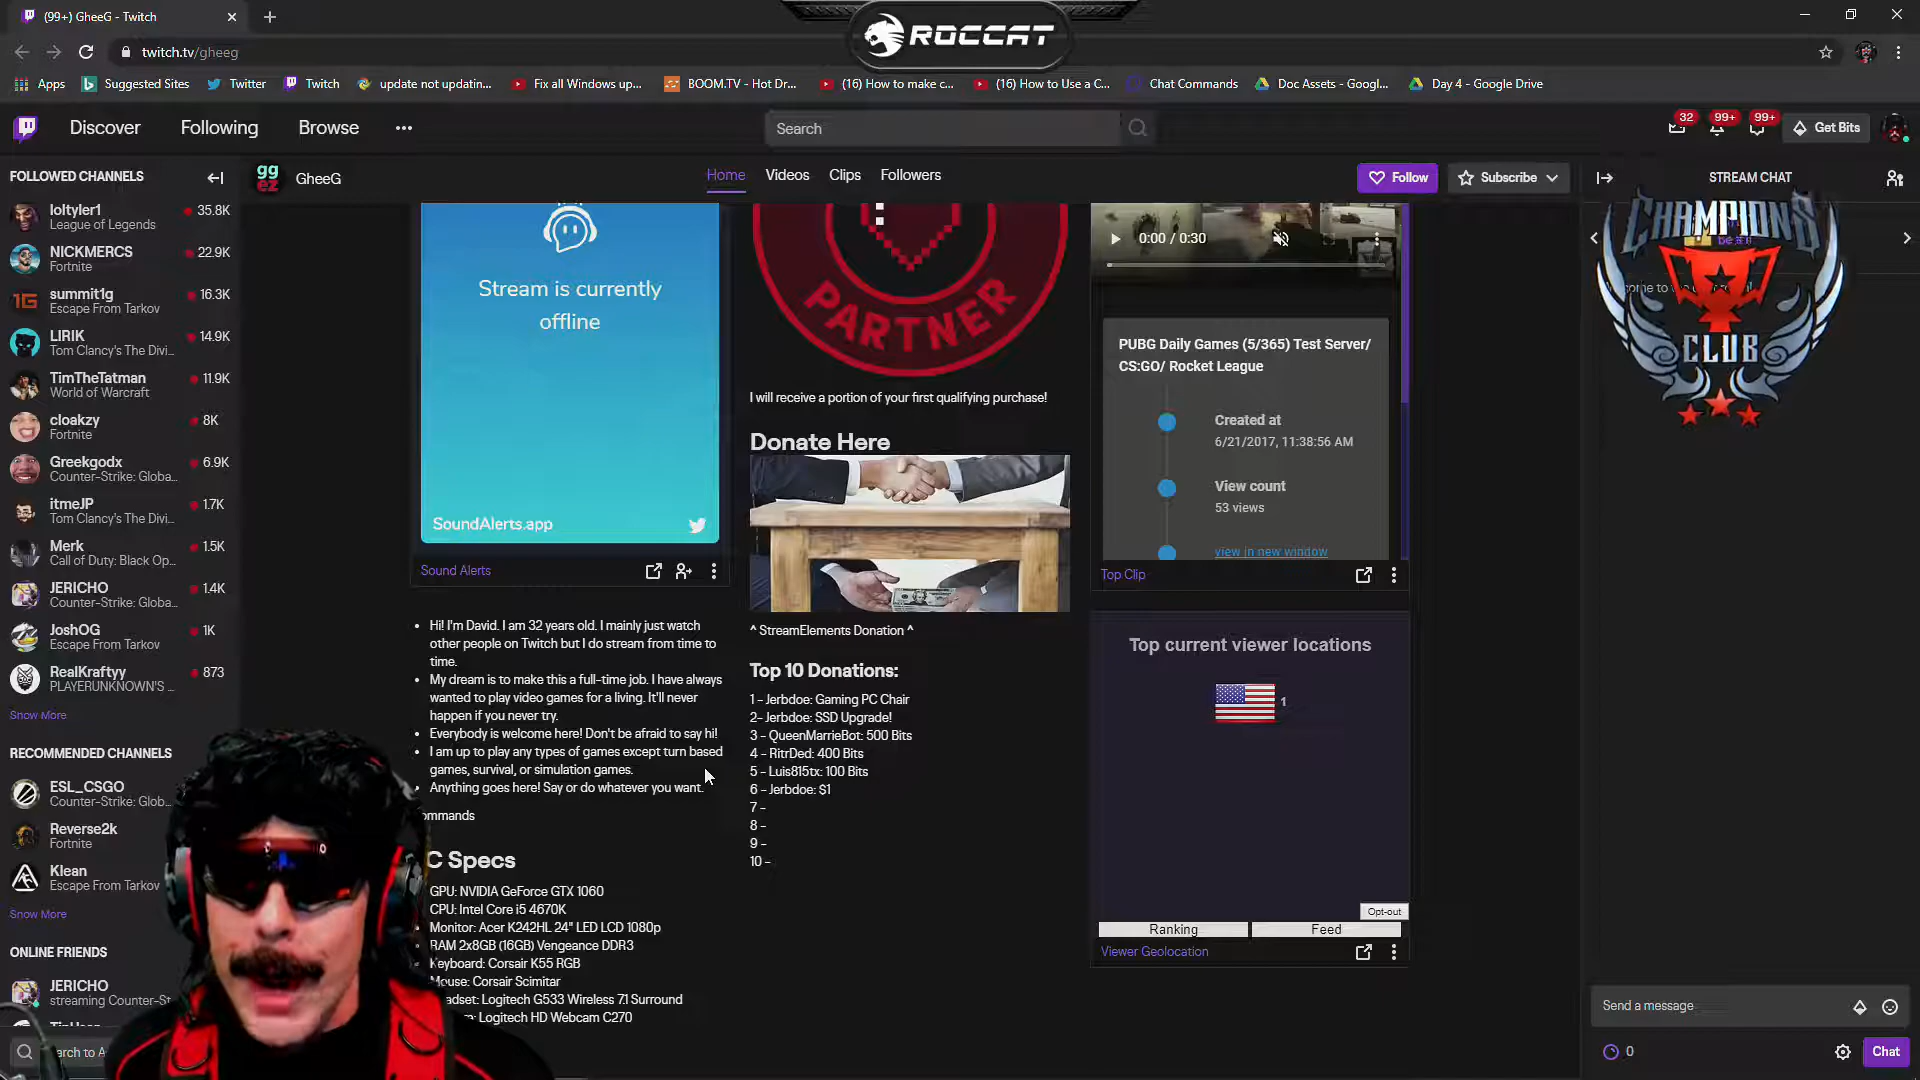 (99+) GheeG - Twitch
ROCCAT
twitch.tv/gheeg
Apps
Suggested Sites
Twitter
Twitch
update not updatin...
Fix all Windows up...
BOOM.TV - Hot Dr...
(16) How to make c...
(16) How to Use a C...
Chat Commands
Doc Assets - Googl...
Day 4 - Google Drive
Discover
Following
Browse
Search
32
99+
99+
Get Bits
FOLLOWED CHANNELS
gg
ez
GheeG
Home
Videos
Clips
Followers
Follow
Subscribe
STREAM CHAT
loltyler1
35.8K
League of Legends
NICKMERCS
22.9K
Fortnite
summit1g
16.3K
Escape From Tarkov
LIRIK
14.9K
Tom Clancy's The Divi...
TimTheTatman
11.9K
World of Warcraft
cloakzy
8K
Fortnite
Greekgodx
6.9K
Counter-Strike: Globa...
itmeJP
1.7K
Tom Clancy's The Divi...
Merk
1.5K
Call of Duty: Black Op...
JERICHO
1.4K
Counter-Strike: Globa...
JoshOG
1K
Escape From Tarkov
RealKraftyy
873
PLAYERUNKNOWN'S ...
Show More
RECOMMENDED CHANNELS
ESL_CSGO
Counter-Strike: Glob...
Reverse2k
Fortnite
Klean
Escape From Tarkov
Show More
ONLINE FRIENDS
JERICHO
streaming Counter-St
Stream is currently
offline
SoundAlerts.app
Sound Alerts
Hi! I'm David. I am 32 years old. I mainly just watch
other people on Twitch but I do stream from time to
time.
My dream is to make this a full-time job. I have always
wanted to play video games for a living. It'll never
happen if you never try.
Everybody is welcome here! Don't be afraid to say hi!
I am up to play any types of games except turn based
games, survival, or simulation games.
Anything goes here! Say or do whatever you want.
ommands
C Specs
GPU: NVIDIA GeForce GTX 1060
CPU: Intel Core i5 4670K
Monitor: Acer K242HL 24" LED LCD 1080p
RAM 2x8GB (16GB) Vengeance DDR3
Keyboard: Corsair K55 RGB
Mouse: Corsair Scimitar
adset: Logitech G533 Wireless 7.1 Surround
Logitech HD Webcam C270
PARTNER
I will receive a portion of your first qualifying purchase!
Donate Here
^ StreamElements Donation ^
Top 10 Donations:
1 - Jerbdoe: Gaming PC Chair
2- Jerbdoe: SSD Upgrade!
3 - QueenMarrieBot: 500 Bits
4 - RitrDed: 400 Bits
5 - Luis815tx: 100 Bits
6 - Jerbdoe: $1
7 -
8 -
9 -
10 -
0:00 / 0:30
PUBG Daily Games (5/365) Test Server/
CS:GO/ Rocket League
Created at
6/21/2017, 11:38:56 AM
View count
53 views
view in new window
Top Clip
Top current viewer locations
1
Opt-out
Ranking
Feed
Viewer Geolocation
CHAMPIONS
CLUB
Send a message
0
Chat